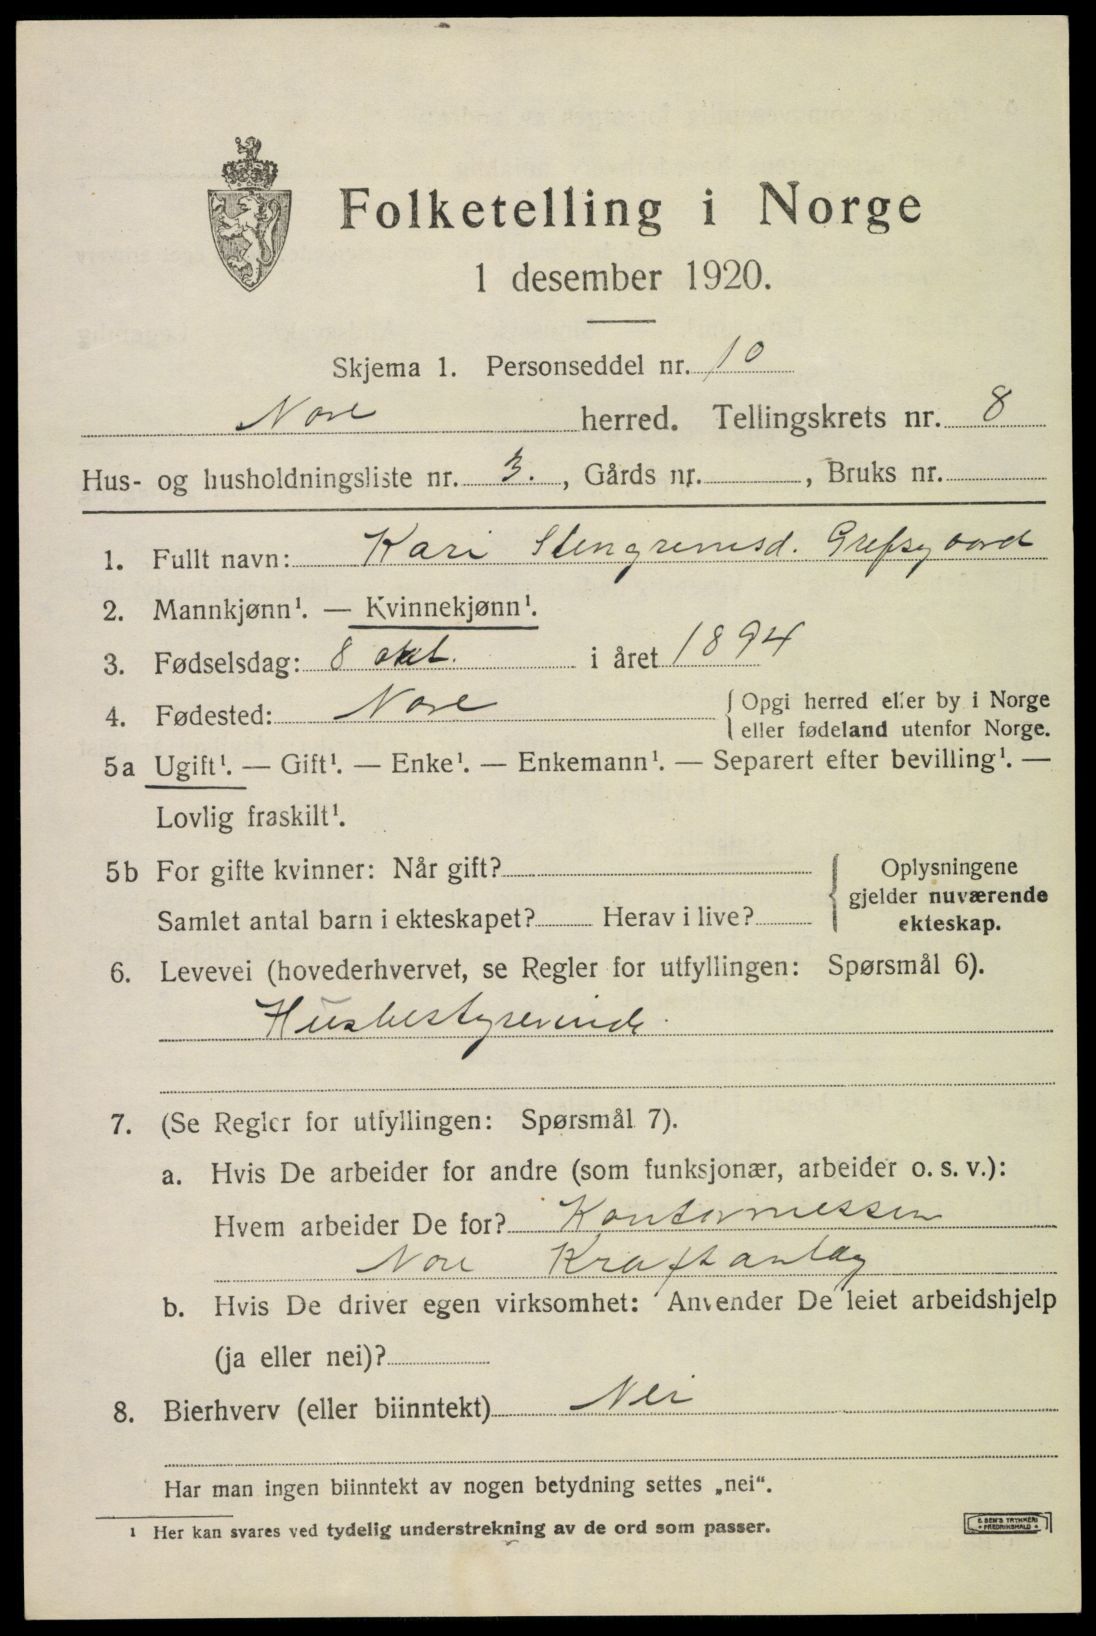 Folketelling i Norge
1 desember 1920.
Skjema 1. Personseddel nr. 10
Nore herred. Tellingskrets nr. 8
Hus- og husholdningsliste nr. 3., Gårds nr. , Bruks nr.
1. Fullt navn: Kari Stengrimsd. Grefsgaard
2. Mannkjønn¹. — Kvinnekjønn¹.
3. Fødselsdag: 8 okt. i året 1894
4. Fødested: Nore { Opgi herred eller by i Norge
eller fødeland utenfor Norge.
5a Ugift¹. — Gift¹. — Enke¹. — Enkemann¹. — Separert efter bevilling¹. —
Lovlig fraskilt¹.
5b For gifte kvinner: Når gift? { Oplysningene
gjelder nuværende
Samlet antal barn i ekteskapet? Herav i live? ekteskap.
6. Levevei (hovederhvervet, se Regler for utfyllingen: Spørsmål 6).
Husbestyrerinde.
7. (Se Regler for utfyllingen: Spørsmål 7).
a. Hvis De arbeider for andre (som funksjonær, arbeider o. s. v.):
Hvem arbeider De for? Kontormessen
Nore Kraftanlæg
b. Hvis De driver egen virksomhet: Anvender De leiet arbeidshjelp
(ja eller nei)?
8. Bierhverv (eller biinntekt) Nei
Har man ingen biinntekt av nogen betydning settes „nei“.
¹ Her kan svares ved tydelig understrekning av de ord som passer.